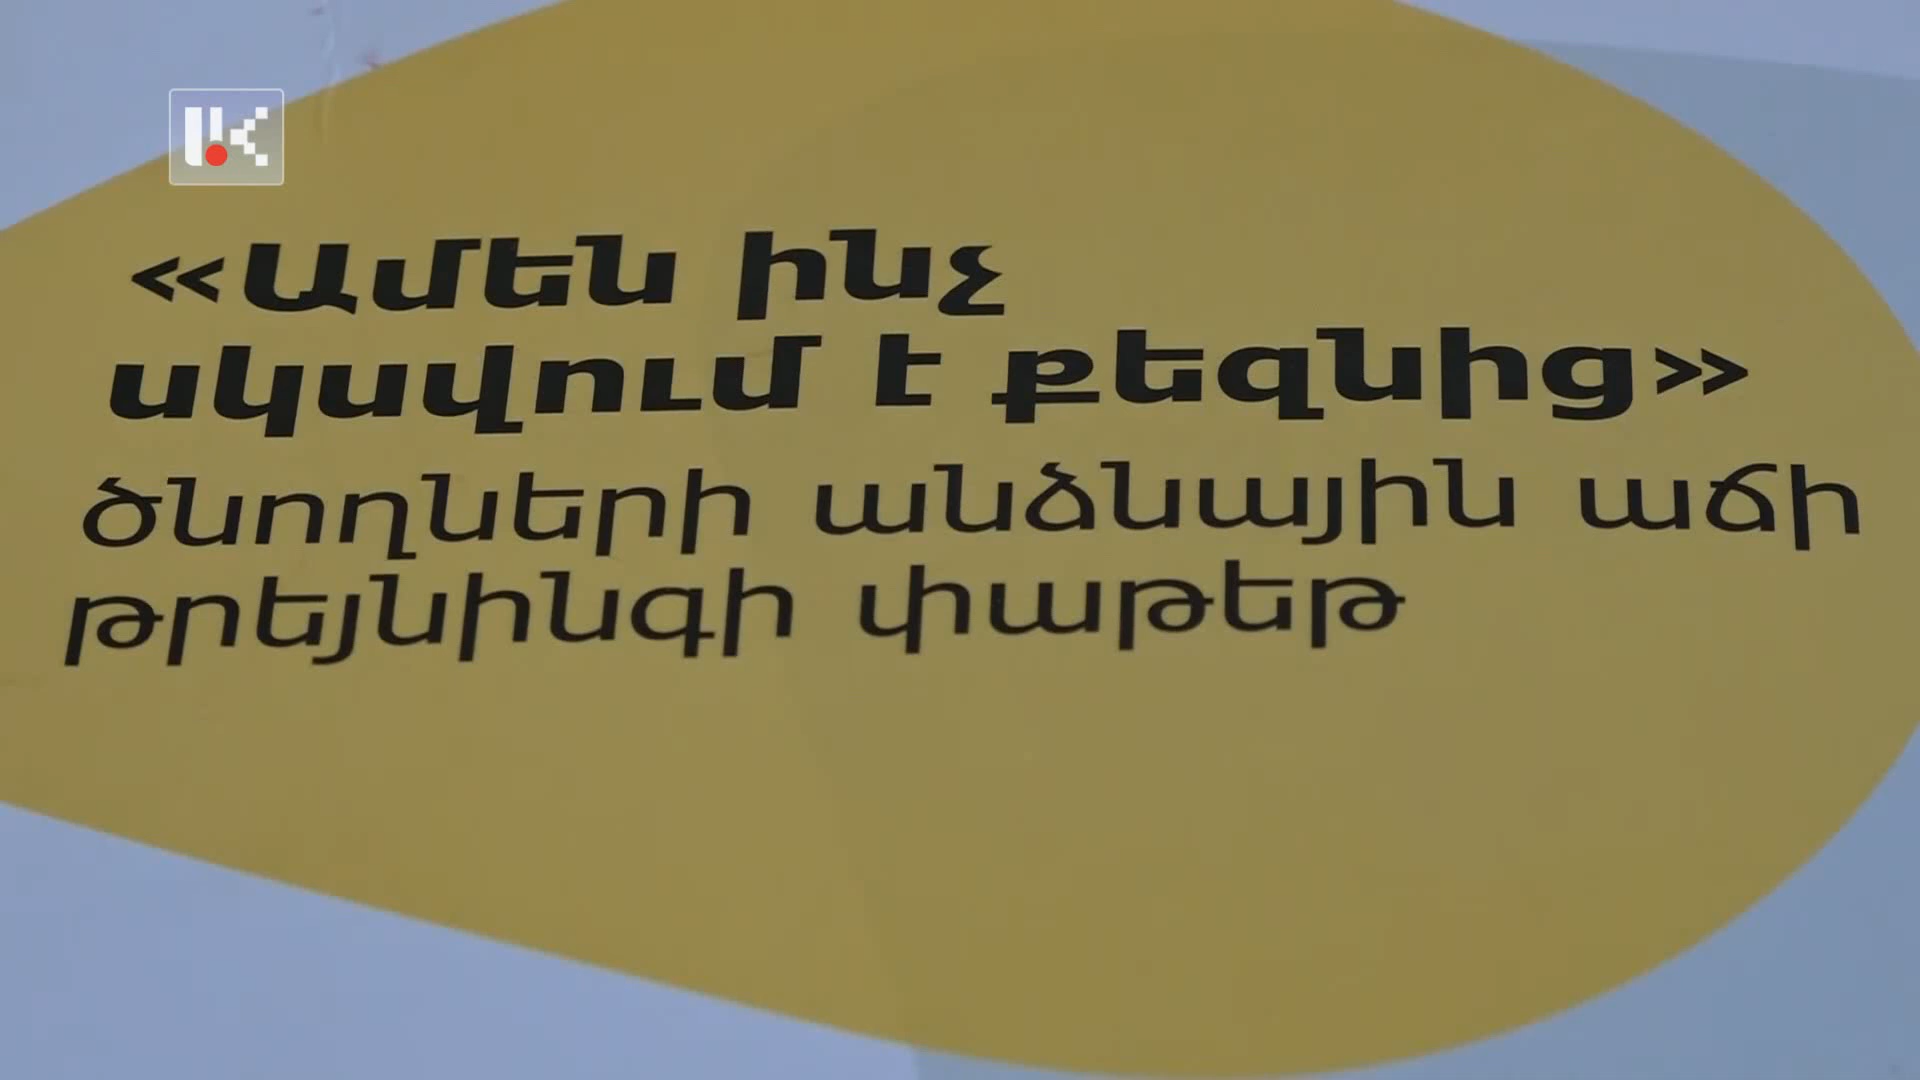 «Ամեն ինչ
սկսվում է քեզնից»
ծնողների անձնային աճի
թրեյնինգի փաթեթ